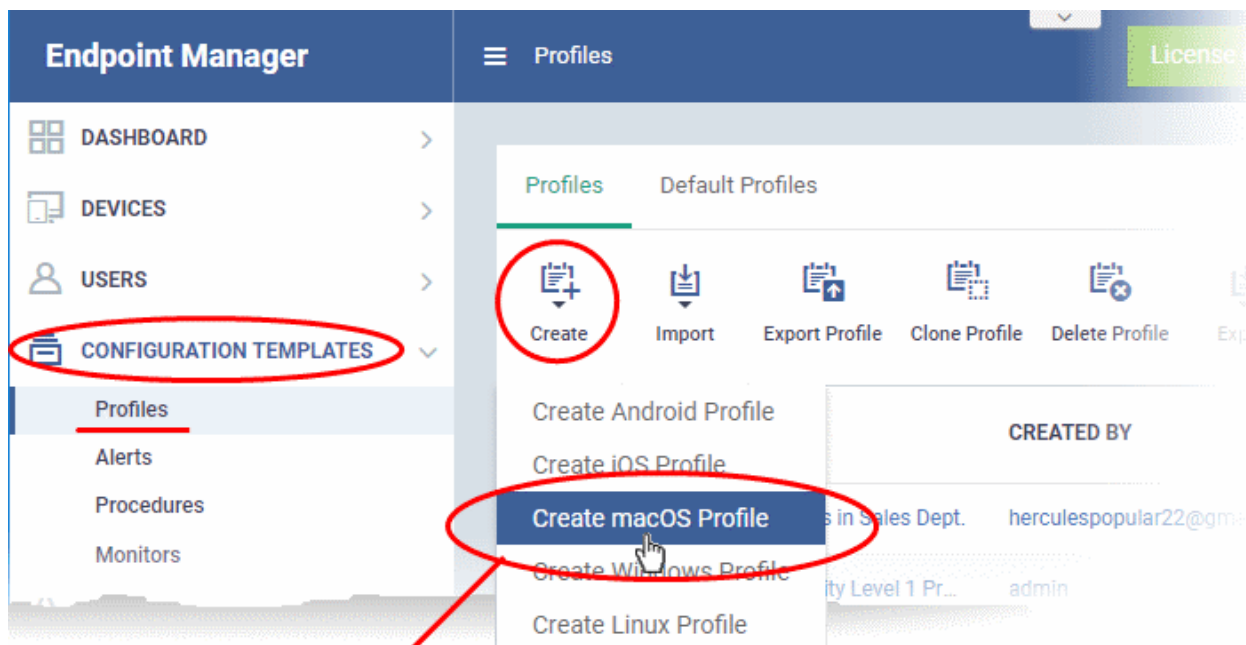 Endpoint Manager
Profiles
License
DASHBOARD
DEVICES
USERS
CONFIGURATION TEMPLATES
Profiles
Alerts
Procedures
Monitors
Profiles Default Profiles
Create Import Export Profile Clone Profile Delete Profile
Create Android Profile
Create iOS Profile
Create macOS Profile
Create Windows Profile
Create Linux Profile
CREATED BY
in Sales Dept. herculespopular22@gm
Level 1 Pr... admin